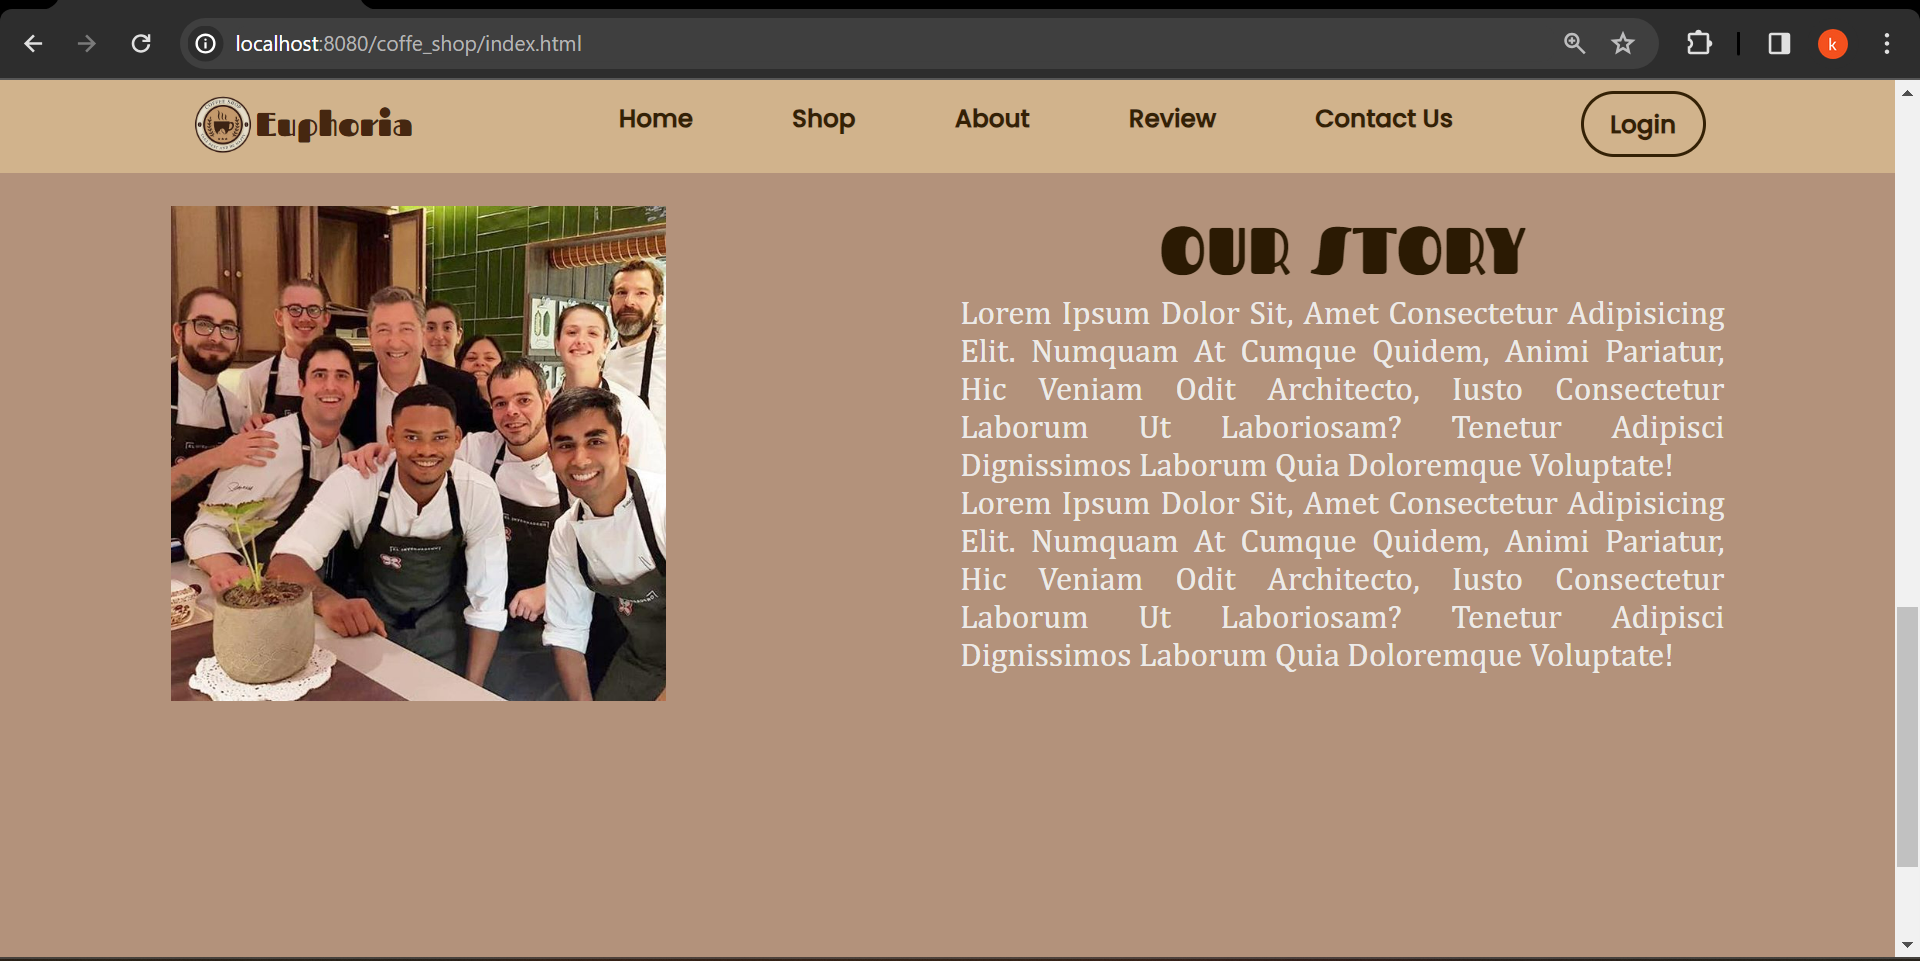 localhost:8080/coffe_shop/index.html
k
COFFEE SHOP
Euphoria
Home
Shop
About
Review
Contact Us
Login
OUR STORY
Lorem Ipsum Dolor Sit, Amet Consectetur Adipisicing
Elit. Numquam At Cumque Quidem, Animi Pariatur,
Hic Veniam Odit Architecto, Iusto Consectetur
Laborum Ut Laboriosam? Tenetur Adipisci
Dignissimos Laborum Quia Doloremque Voluptate!
Lorem Ipsum Dolor Sit, Amet Consectetur Adipisicing
Elit. Numquam At Cumque Quidem, Animi Pariatur,
Hic Veniam Odit Architecto, Iusto Consectetur
Laborum Ut Laboriosam? Tenetur Adipisci
Dignissimos Laborum Quia Doloremque Voluptate!